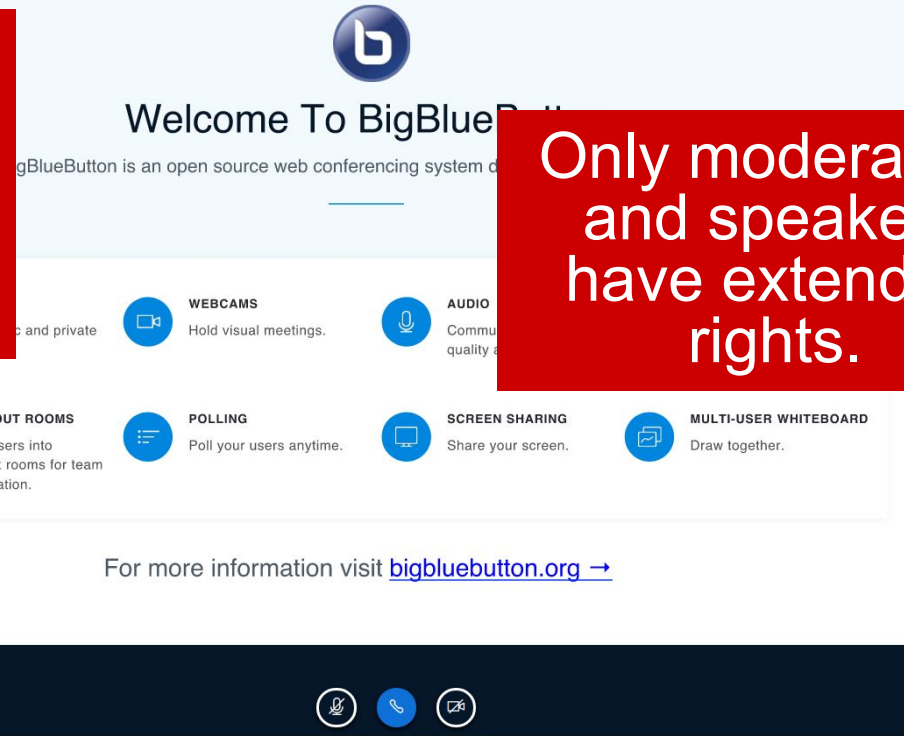 Welcome To BigBlue
gBlueButton is an open source web conferencing system d
Only modera
and speake
have extend
rights.
WEBCAMS
Hold visual meetings.
AUDIO
Commu
quality a
c and private
OUT ROOMS
sers into
rooms for team
ation.
POLLING
Poll your users anytime.
SCREEN SHARING
Share your screen.
MULTI-USER WHITEBOARD
Draw together.
For more information visit bigbluebutton.org →